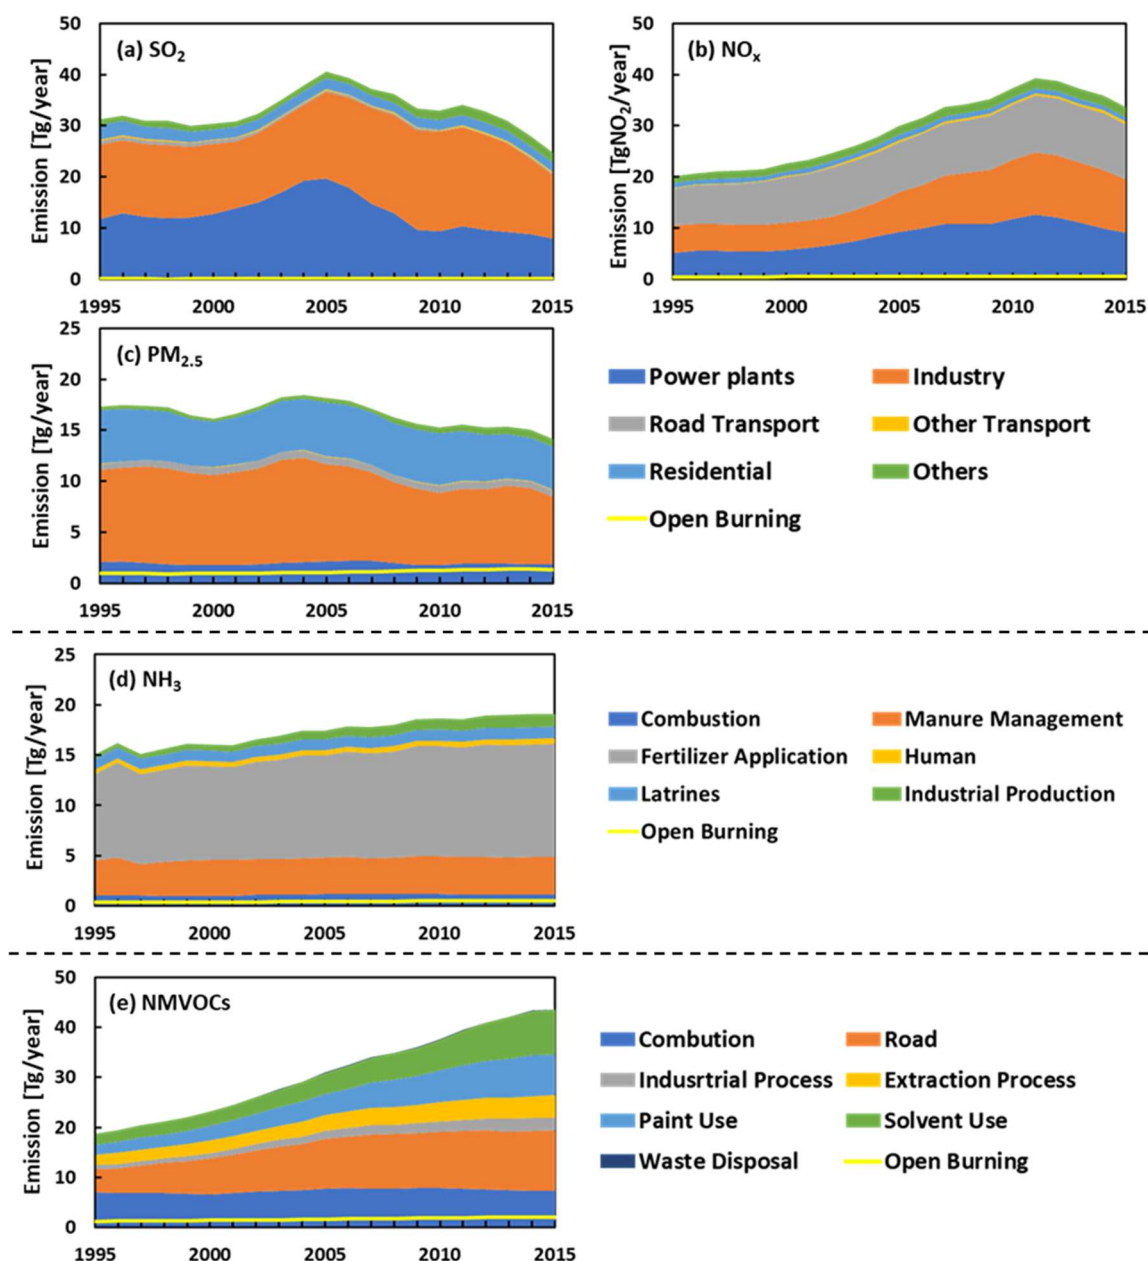 (a) SO2
Emission [Tg/year]
50
40
30
20
10
0
1995 2000 2005 2010 2015
(b) NOx
Emission [TgNO2/year]
50
40
30
20
10
0
1995 2000 2005 2010 2015
(c) PM2.5
Emission [Tg/year]
25
20
15
10
5
0
1995 2000 2005 2010 2015
Power plants Industry
Road Transport Other Transport
Residential Others
Open Burning
(d) NH3
Emission [Tg/year]
25
20
15
10
5
0
1995 2000 2005 2010 2015
Combustion Manure Management
Fertilizer Application Human
Latrines Industrial Production
Open Burning
(e) NMVOCs
Emission [Tg/year]
50
40
30
20
10
0
1995 2000 2005 2010 2015
Combution Road
Indusrtrial Process Extraction Process
Paint Use Solvent Use
Waste Disposal Open Burning